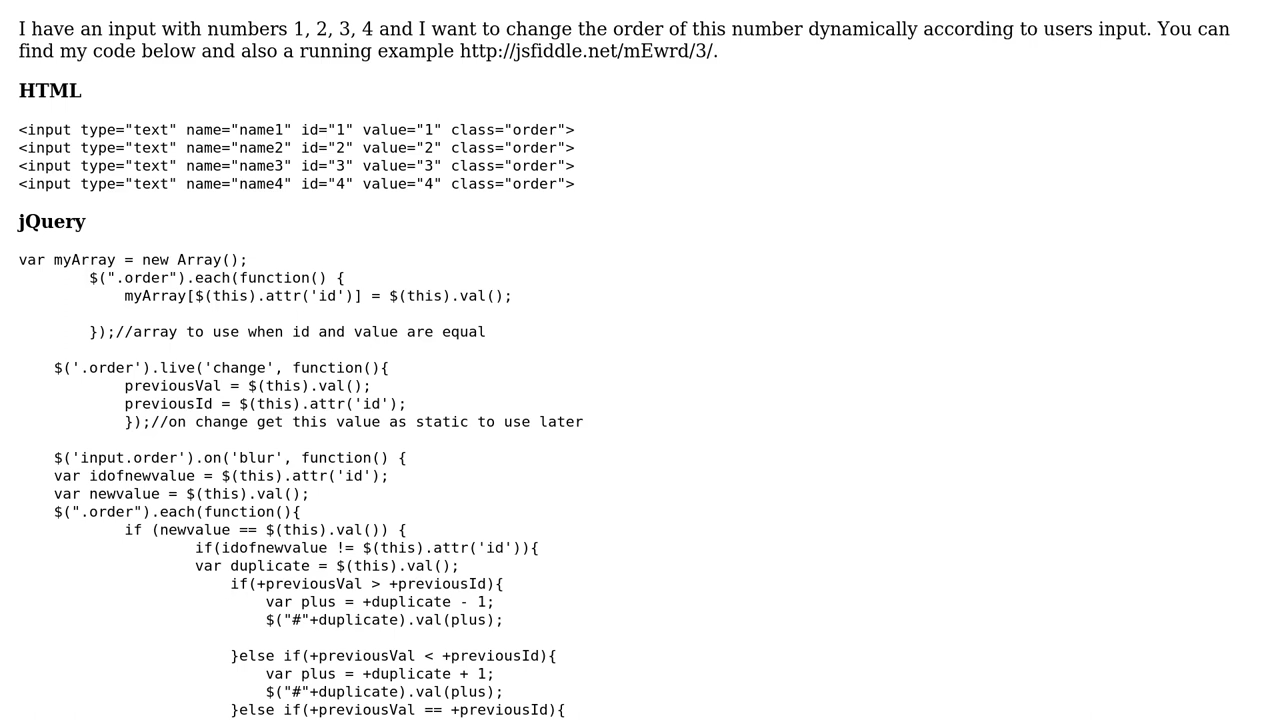 I have an input with numbers 1, 2, 3, 4 and I want to change the order of this number dynamically according to users input. You can
find my code below and also a running example http://jsfiddle.net/mEwrd/3/.
HTML
<input type="text" name="name1" id="1" value="1" class="order">
<input type="text" name="name2" id="2" value="2" class="order">
<input type="text" name="name3" id="3" value="3" class="order">
<input type="text" name="name4" id="4" value="4" class="order">
jQuery
var myArray = new Array();
        $(".order").each(function() {
            myArray[$(this).attr('id')] = $(this).val();
        });//array to use when id and value are equal
    $('.order').live('change', function(){
            previousVal = $(this).val();
            previousId = $(this).attr('id');
            });//on change get this value as static to use later
    $('input.order').on('blur', function() {
    var idofnewvalue = $(this).attr('id');
    var newvalue = $(this).val();
    $(".order").each(function(){
            if (newvalue == $(this).val()) {
                    if(idofnewvalue != $(this).attr('id')){
                    var duplicate = $(this).val();
                        if(+previousVal > +previousId){
                            var plus = +duplicate - 1;
                            $("#"+duplicate).val(plus);
                        }else if(+previousVal < +previousId){
                            var plus = +duplicate + 1;
                            $("#"+duplicate).val(plus);
                        }else if(+previousVal == +previousId){